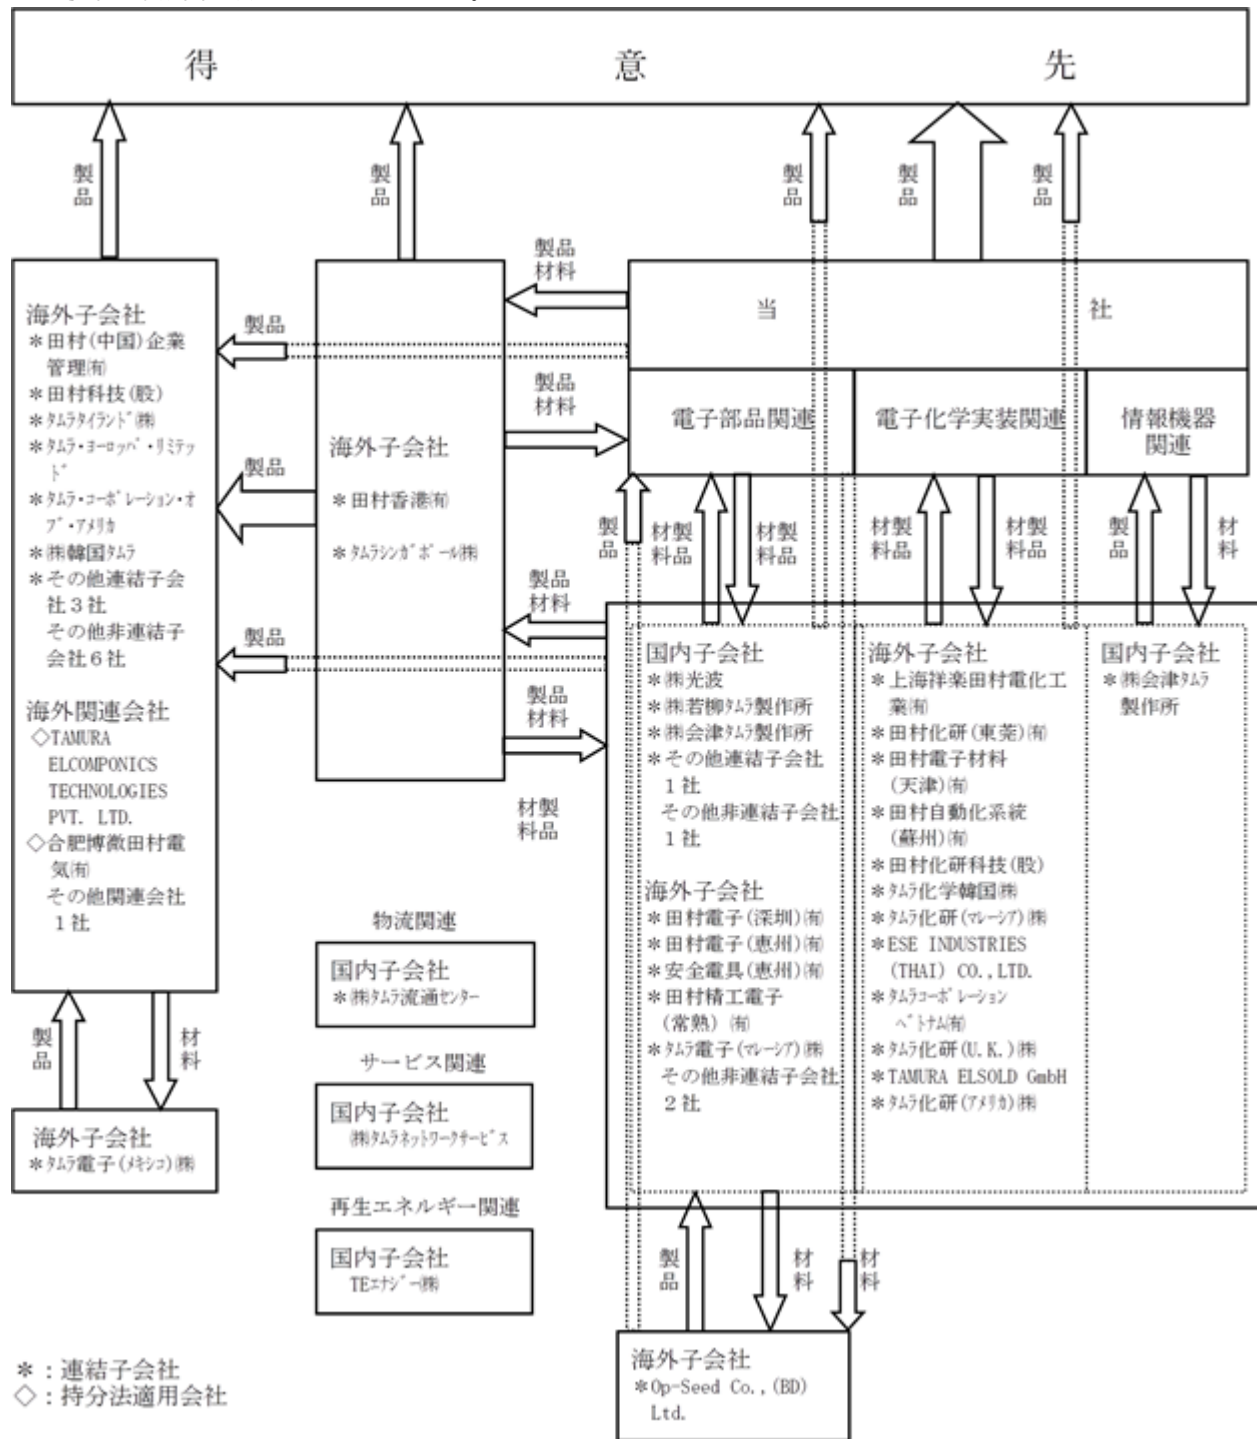 得意先
製品
製品
製品
製品
製品
海外子会社
＊田村(中国)企業
管理㈲
＊田村科技(股)
＊ﾀﾑﾗﾀｲﾗﾝﾄﾞ㈱
＊ﾀﾑﾗ・ﾖｰﾛｯﾊﾟ・ﾘﾐﾃｯ
ﾄﾞ
＊ﾀﾑﾗ・ｺｰﾎﾟﾚｰｼｮﾝ・ｵ
ﾌﾞ・ｱﾒﾘｶ
＊㈱韓国ﾀﾑﾗ
＊その他連結子会
社３社
その他非連結子
会社６社
海外関連会社
◇TAMURA
ELCOMPONICS
TECHNOLOGIES
PVT. LTD.
◇合肥博微田村電
気㈲
その他関連会社
１社
製品
材料
海外子会社
＊ﾀﾑﾗ電子(ﾒｷｼｺ)㈱
製品
製品
製品
海外子会社
＊田村香港㈲
＊ﾀﾑﾗｼﾝｶﾞﾎﾟｰﾙ㈱
製品
材料
製品
材料
製品
材料
製品
材料
材料
製品
当社
電子部品関連
電子化学実装関連
情報機器
関連
製品
材料
製品
材料
製品
材料
製品
材料
製品
製品
材料
国内子会社
＊㈱光波
＊㈱若柳ﾀﾑﾗ製作所
＊㈱会津ﾀﾑﾗ製作所
＊その他連結子会社
１社
その他非連結子会社
１社
海外子会社
＊田村電子(深圳)㈲
＊田村電子(恵州)㈲
＊安全電具(恵州)㈲
＊田村精工電子
(常熟)㈲
＊ﾀﾑﾗ電子(ﾏﾚｰｼｱ)㈱
その他非連結子会社
２社
海外子会社
＊上海祥楽田村電化工
業㈲
＊田村化研(東莞)㈲
＊田村電子材料
(天津)㈲
＊田村自動化系統
(蘇州)㈲
＊田村化研科技(股)
＊ﾀﾑﾗ化学韓国㈱
＊ﾀﾑﾗ化研(ﾏﾚｰｼｱ)㈱
＊ESE INDUSTRIES
(THAI) CO.,LTD.
＊ﾀﾑﾗｺｰﾎﾟﾚｰｼｮﾝ
ﾍﾞﾄﾅﾑ㈲
＊ﾀﾑﾗ化研(U.K.)㈱
＊TAMURA ELSOLD GmbH
＊ﾀﾑﾗ化研(ｱﾒﾘｶ)㈱
国内子会社
＊㈱会津ﾀﾑﾗ
製作所
物流関連
国内子会社
＊㈱ﾀﾑﾗ流通ｾﾝﾀｰ
サービス関連
国内子会社
㈱ﾀﾑﾗﾈｯﾄﾜｰｸｻｰﾋﾞｽ
再生エネルギー関連
国内子会社
TEｴﾅｼﾞｰ㈱
製品
材料
材料
海外子会社
＊Op-Seed Co.,(BD)
Ltd.
＊：連結子会社
◇：持分法適用会社